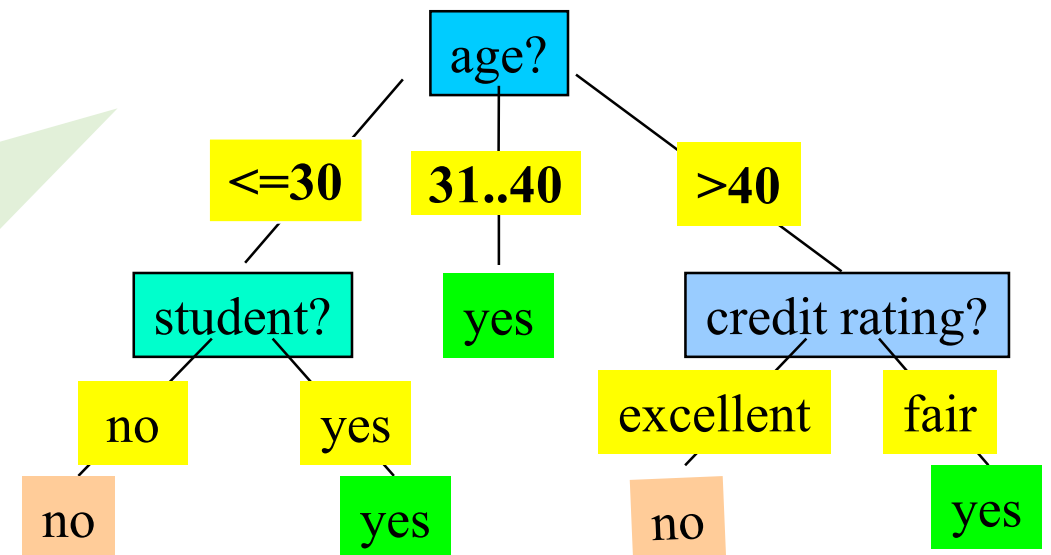 age?
<=30
31..40
>40
student?
yes
credit rating?
no
yes
excellent
fair
no
yes
no
yes